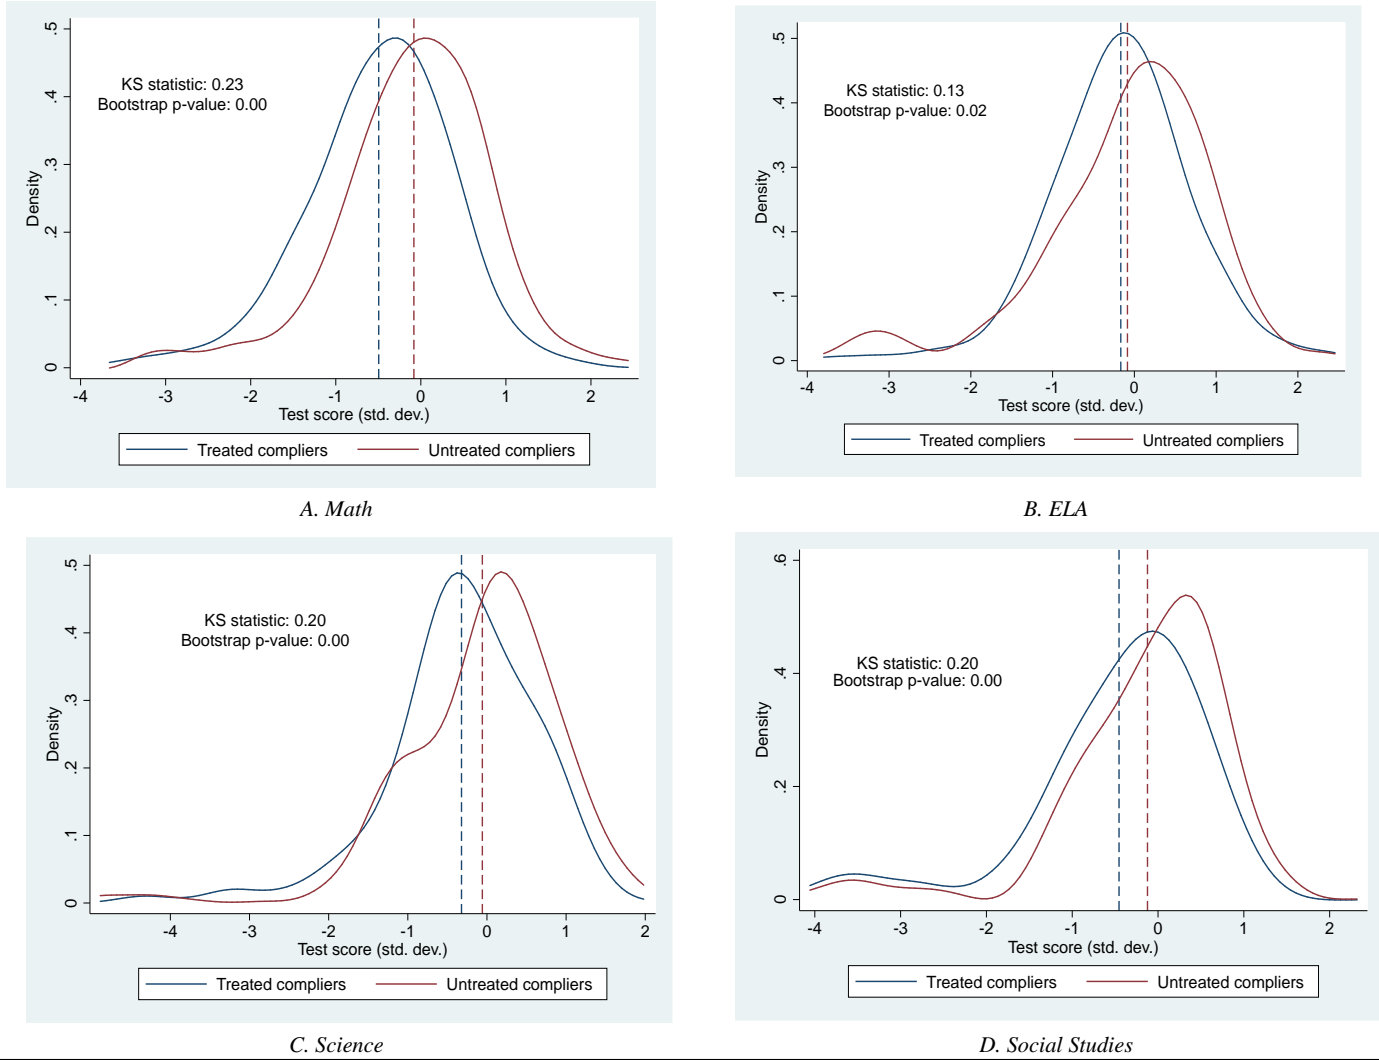 KS statistic: 0.23
Bootstrap p-value: 0.00
Density
0
.1
.2
.3
.4
.5
-4 -3 -2 -1 0 1 2
Test score (std. dev.)
Treated compliers Untreated compliers
A. Math
KS statistic: 0.13
Bootstrap p-value: 0.02
Density
0
.1
.2
.3
.4
.5
-4 -3 -2 -1 0 1 2
Test score (std. dev.)
Treated compliers Untreated compliers
B. ELA
KS statistic: 0.20
Bootstrap p-value: 0.00
Density
0
.1
.2
.3
.4
.5
-4 -3 -2 -1 0 1 2
Test score (std. dev.)
Treated compliers Untreated compliers
C. Science
KS statistic: 0.20
Bootstrap p-value: 0.00
Density
0
.2
.4
.6
-4 -3 -2 -1 0 1 2
Test score (std. dev.)
Treated compliers Untreated compliers
D. Social Studies